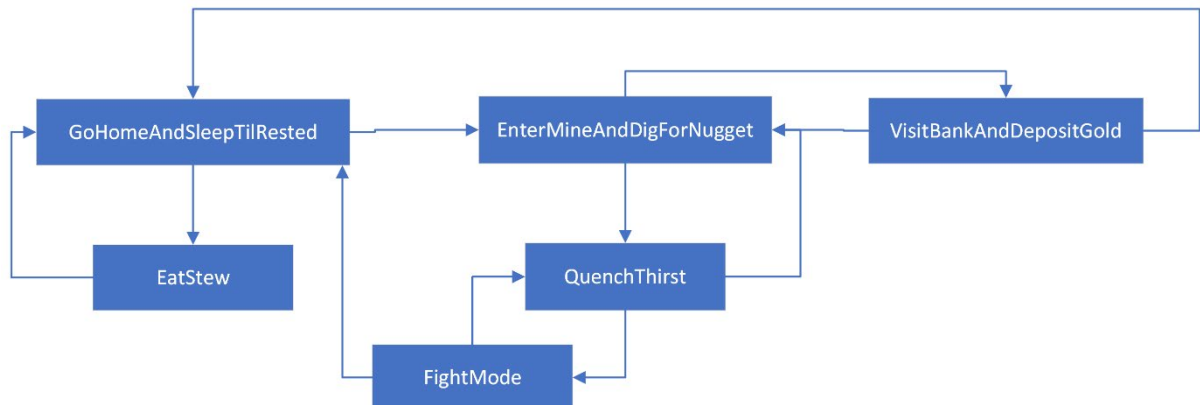 GoHomeAndSleepTilRested
EnterMineAndDigForNugget
VisitBankAndDepositGold
EatStew
QuenchThirst
FightMode